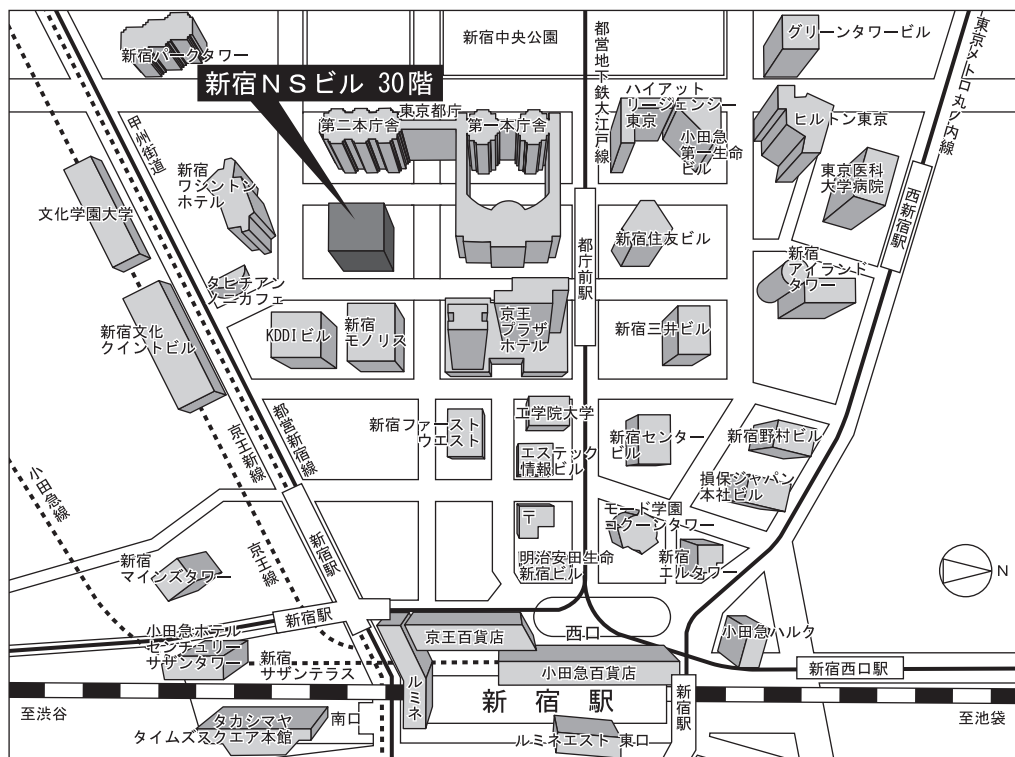 新宿パークタワー
新宿中央公園
都営地下鉄大江戸線
グリーンタワービル
東京メトロ丸ノ内線
新宿NSビル 30階
東京都庁
第二本庁舎
第一本庁舎
ハイアット
リージェンシー
東京
小田急
第一生命
ビル
ヒルトン東京
甲州街道
新宿
ワシントン
ホテル
東京医科
大学病院
文化学園大学
西新宿駅
新宿住友ビル
都庁前駅
新宿
アイランド
タワー
タヒチアン
ノニカフェ
新宿文化
クイントビル
KDDIビル
新宿
モノリス
京王
プラザ
ホテル
新宿三井ビル
都営新宿線
京王新線
新宿ファースト
ウエスト
工学院大学
エステック
情報ビル
新宿センター
ビル
新宿野村ビル
損保ジャパン
本社ビル
小田急線
京王線
新宿駅
〒
明治安田生命
新宿ビル
モード学園
コクーンタワー
新宿
エルタワー
新宿
マインズタワー
N
新宿駅
小田急ホテル
センチュリー
サザンタワー
新宿
サザンテラス
京王百貨店
西口
小田急ハルク
小田急百貨店
新宿西口駅
ルミネ
新宿駅
新宿駅
至渋谷
至池袋
タカシマヤ
タイムズスクエア本館
南口
ルミネエスト
東口